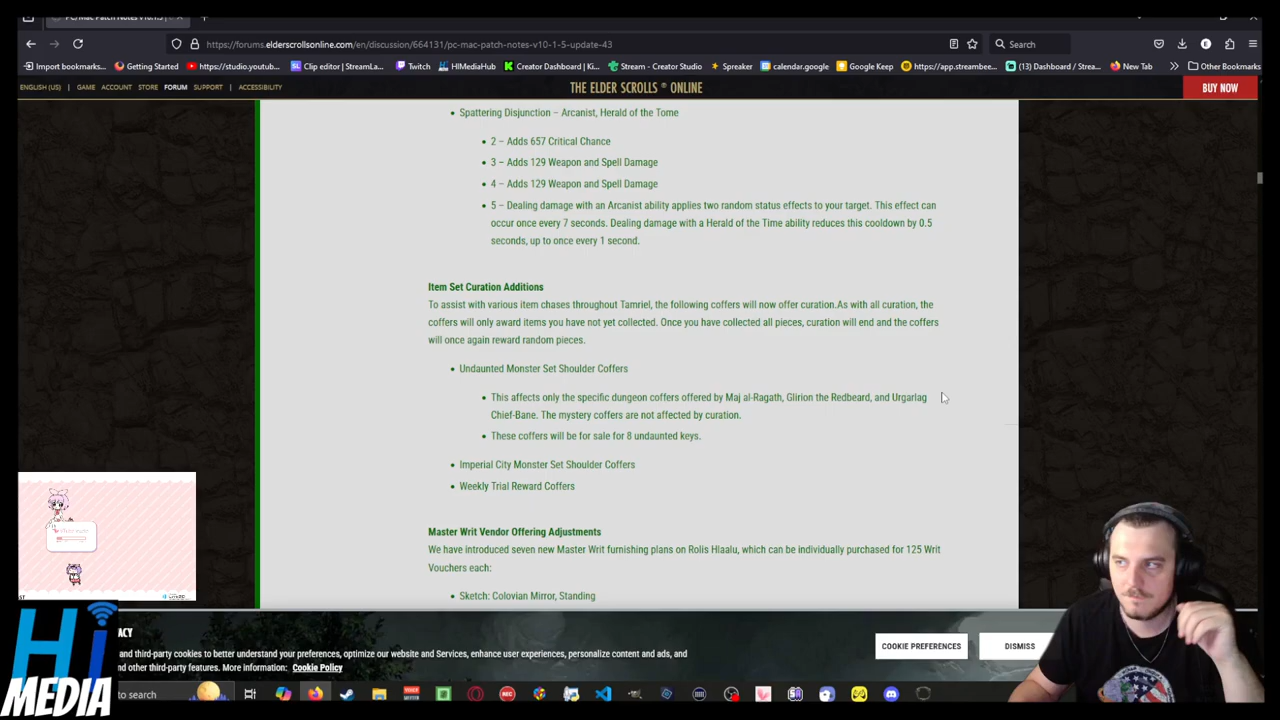 PC/Mac Patch Notes v10.1.5
https://forums.elderscrollsonline.com/en/discussion/664131/pc-mac-patch-notes-v10-1-5-update-43
Search
Import bookmarks... Getting Started https://studio.youtub... Clip editor | StreamLa... Twitch HIMediaHub Creator Dashboard | K... Stream - Creator Studio Spreaker calendar.google Google Keep https://app.streambee... (13) Dashboard / Strea... New Tab Other Bookmarks
ENGLISH (US) | GAME ACCOUNT STORE FORUM SUPPORT | ACCESSIBILITY
THE ELDER SCROLLS ® ONLINE
BUY NOW
Spattering Disjunction – Arcanist, Herald of the Tome
2 – Adds 657 Critical Chance
3 – Adds 129 Weapon and Spell Damage
4 – Adds 129 Weapon and Spell Damage
5 – Dealing damage with an Arcanist ability applies two random status effects to your target. This effect can
occur once every 7 seconds. Dealing damage with a Herald of the Time ability reduces this cooldown by 0.5
seconds, up to once every 1 second.
Item Set Curation Additions
To assist with various item chases throughout Tamriel, the following coffers will now offer curation.As with all curation, the
coffers will only award items you have not yet collected. Once you have collected all pieces, curation will end and the coffers
will once again reward random pieces.
Undaunted Monster Set Shoulder Coffers
This affects only the specific dungeon coffers offered by Maj al-Ragath, Glirion the Redbeard, and Urgarlag
Chief-Bane. The mystery coffers are not affected by curation.
These coffers will be for sale for 8 undaunted keys.
Imperial City Monster Set Shoulder Coffers
Weekly Trial Reward Coffers
Master Writ Vendor Offering Adjustments
We have introduced seven new Master Writ furnishing plans on Rolis Hlaalu, which can be individually purchased for 125 Writ
Vouchers each:
Sketch: Colovian Mirror, Standing
ACY
and third-party cookies to better understand your preferences, optimize our website and Services, enhance user experiences, personalize content and ads, and
other third-party features. More information: Cookie Policy
COOKIE PREFERENCES
DISMISS
Hi
MEDIA
to search
REC